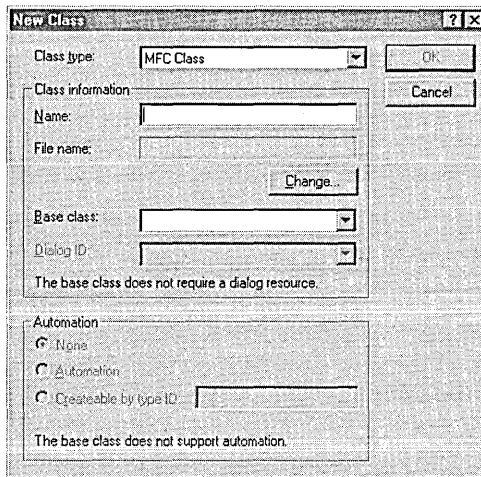 New Class
Class type: MFC Class OK
Class information Cancel
Name:
File name:
Change...
Base class:
Dialog ID:
The base class does not require a dialog resource.
Automation
None
Automation
Createable by type ID
The base class does not support automation.